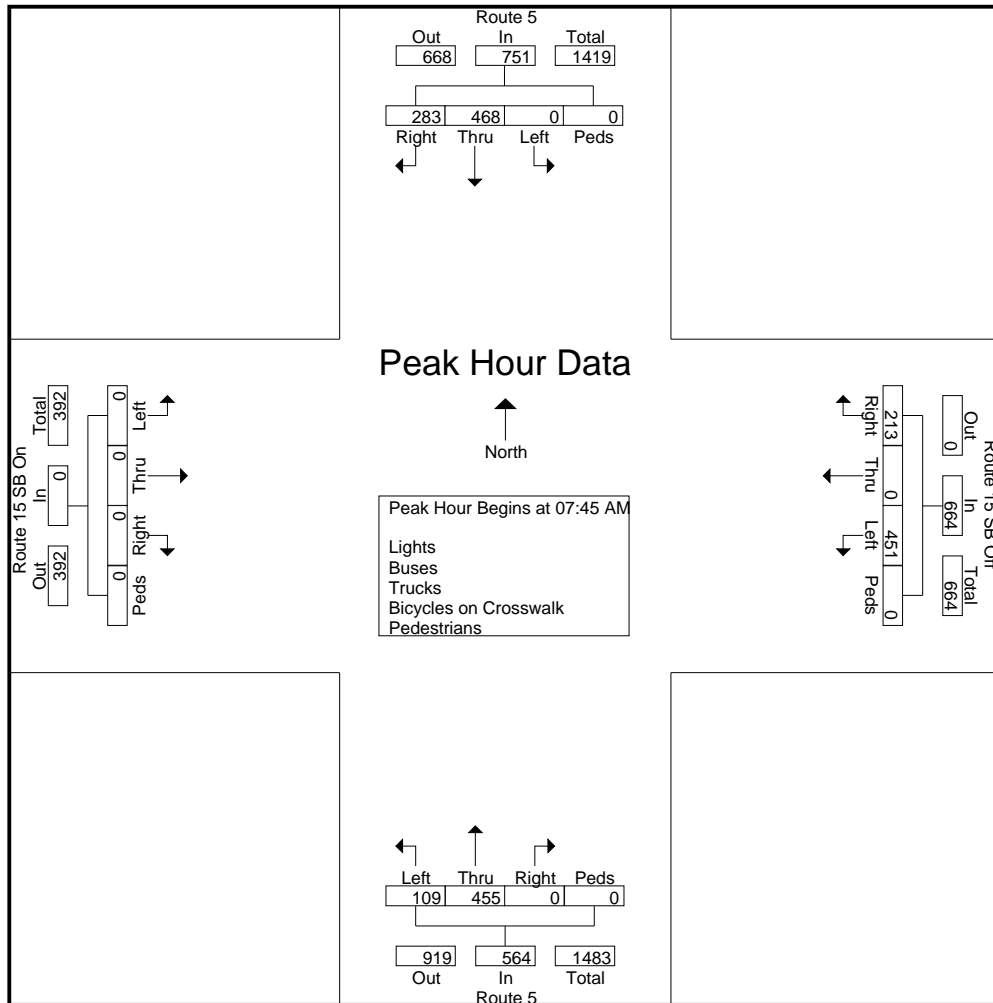 Route 5
Out In Total
668 751 1419
283 468 0 0
Right Thru Left Peds
Peak Hour Data
North
Peak Hour Begins at 07:45 AM
Lights
Buses
Trucks
Bicycles on Crosswalk
Pedestrians
Route 15 SB On
Total In Out
392 0 392
0 0 0 0
Left Thru Right Peds
Route 15 SB Off
Out In Total
0 664 664
213 0 451 0
Right Thru Left Peds
Left Thru Right Peds
109 455 0 0
919 564 1483
Out In Total
Route 5